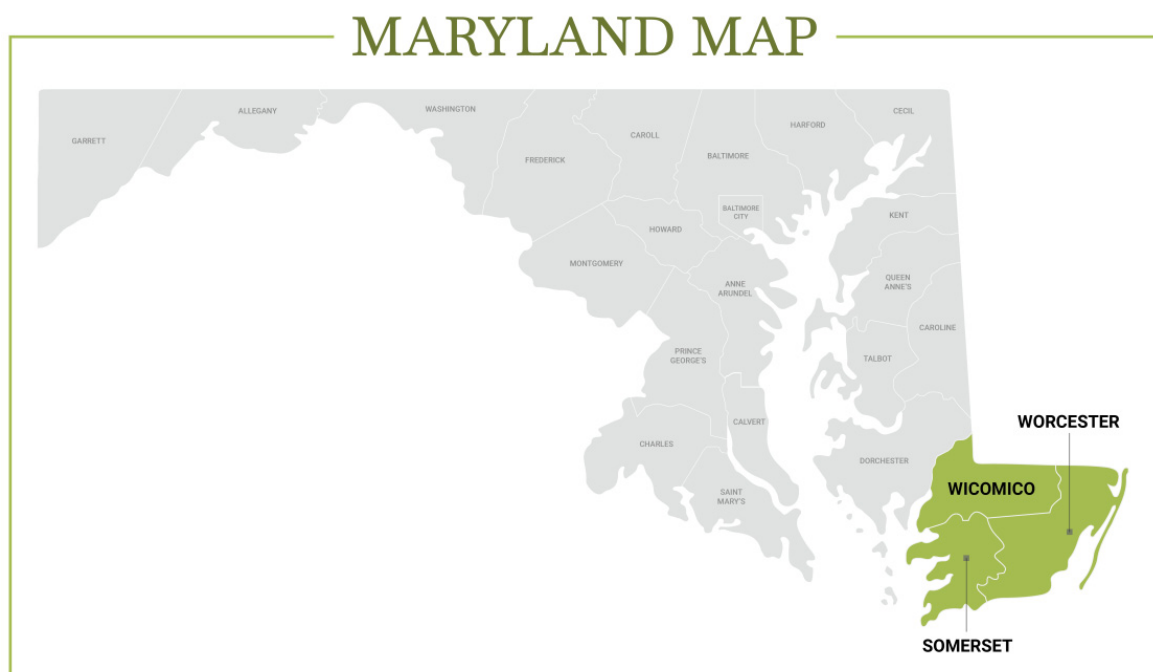 MARYLAND MAP
GARRETT
ALLEGANY
WASHINGTON
FREDERICK
CAROLL
BALTIMORE
HARFORD
CECIL
BALTIMORE
CITY
KENT
HOWARD
MONTGOMERY
ANNE
ARUNDEL
QUEEN
ANNE'S
CAROLINE
PRINCE
GEORGE'S
TALBOT
CALVERT
CHARLES
DORCHESTER
SAINT
MARY'S
WORCESTER
WICOMICO
SOMERSET